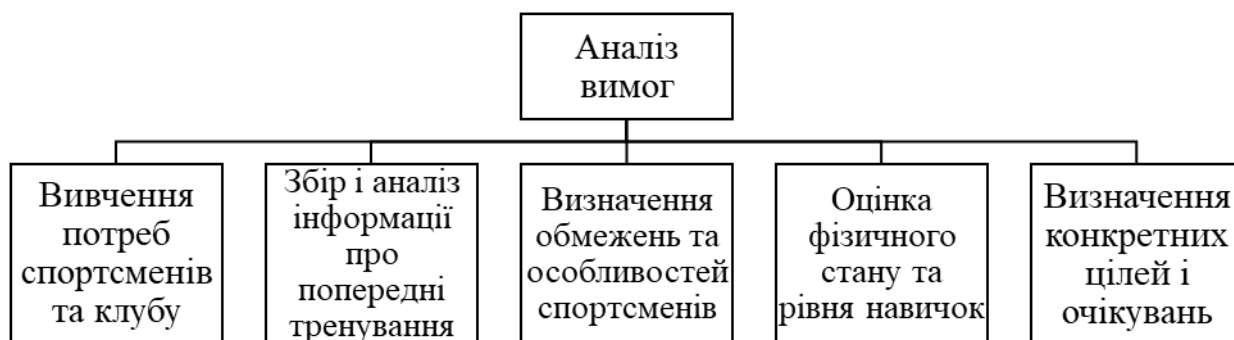 Аналіз
вимог
Вивчення
потреб
спортсменів
та клубу
Збір і аналіз
інформації
про
попередні
тренування
Визначення
обмежень та
особливостей
спортсменів
Оцінка
фізичного
стану та
рівня навичок
Визначення
конкретних
цілей і
очікувань